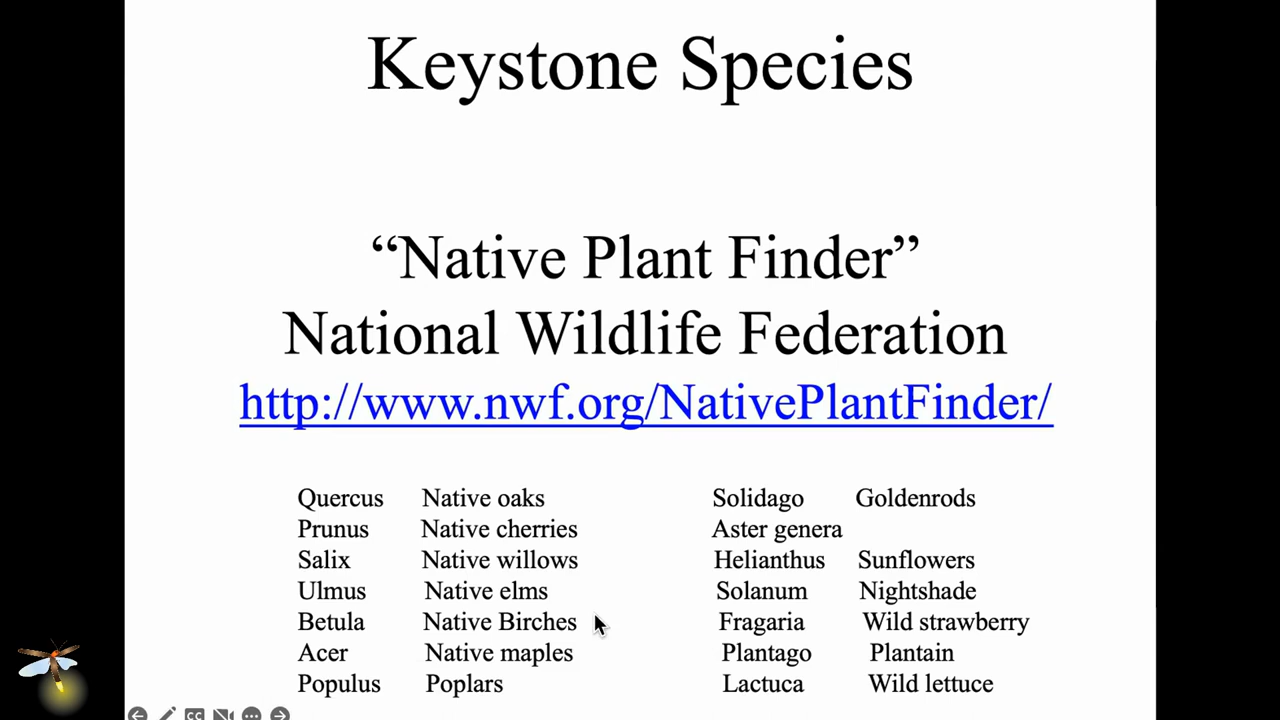 Keystone Species
“Native Plant Finder”
National Wildlife Federation
http://www.nwf.org/NativePlantFinder/
Quercus Native oaks
Prunus Native cherries
Salix Native willows
Ulmus Native elms
Betula Native Birches
Acer Native maples
Populus Poplars
Solidago Goldenrods
Aster genera
Helianthus Sunflowers
Solanum Nightshade
Fragaria Wild strawberry
Plantago Plantain
Lactuca Wild lettuce
CC